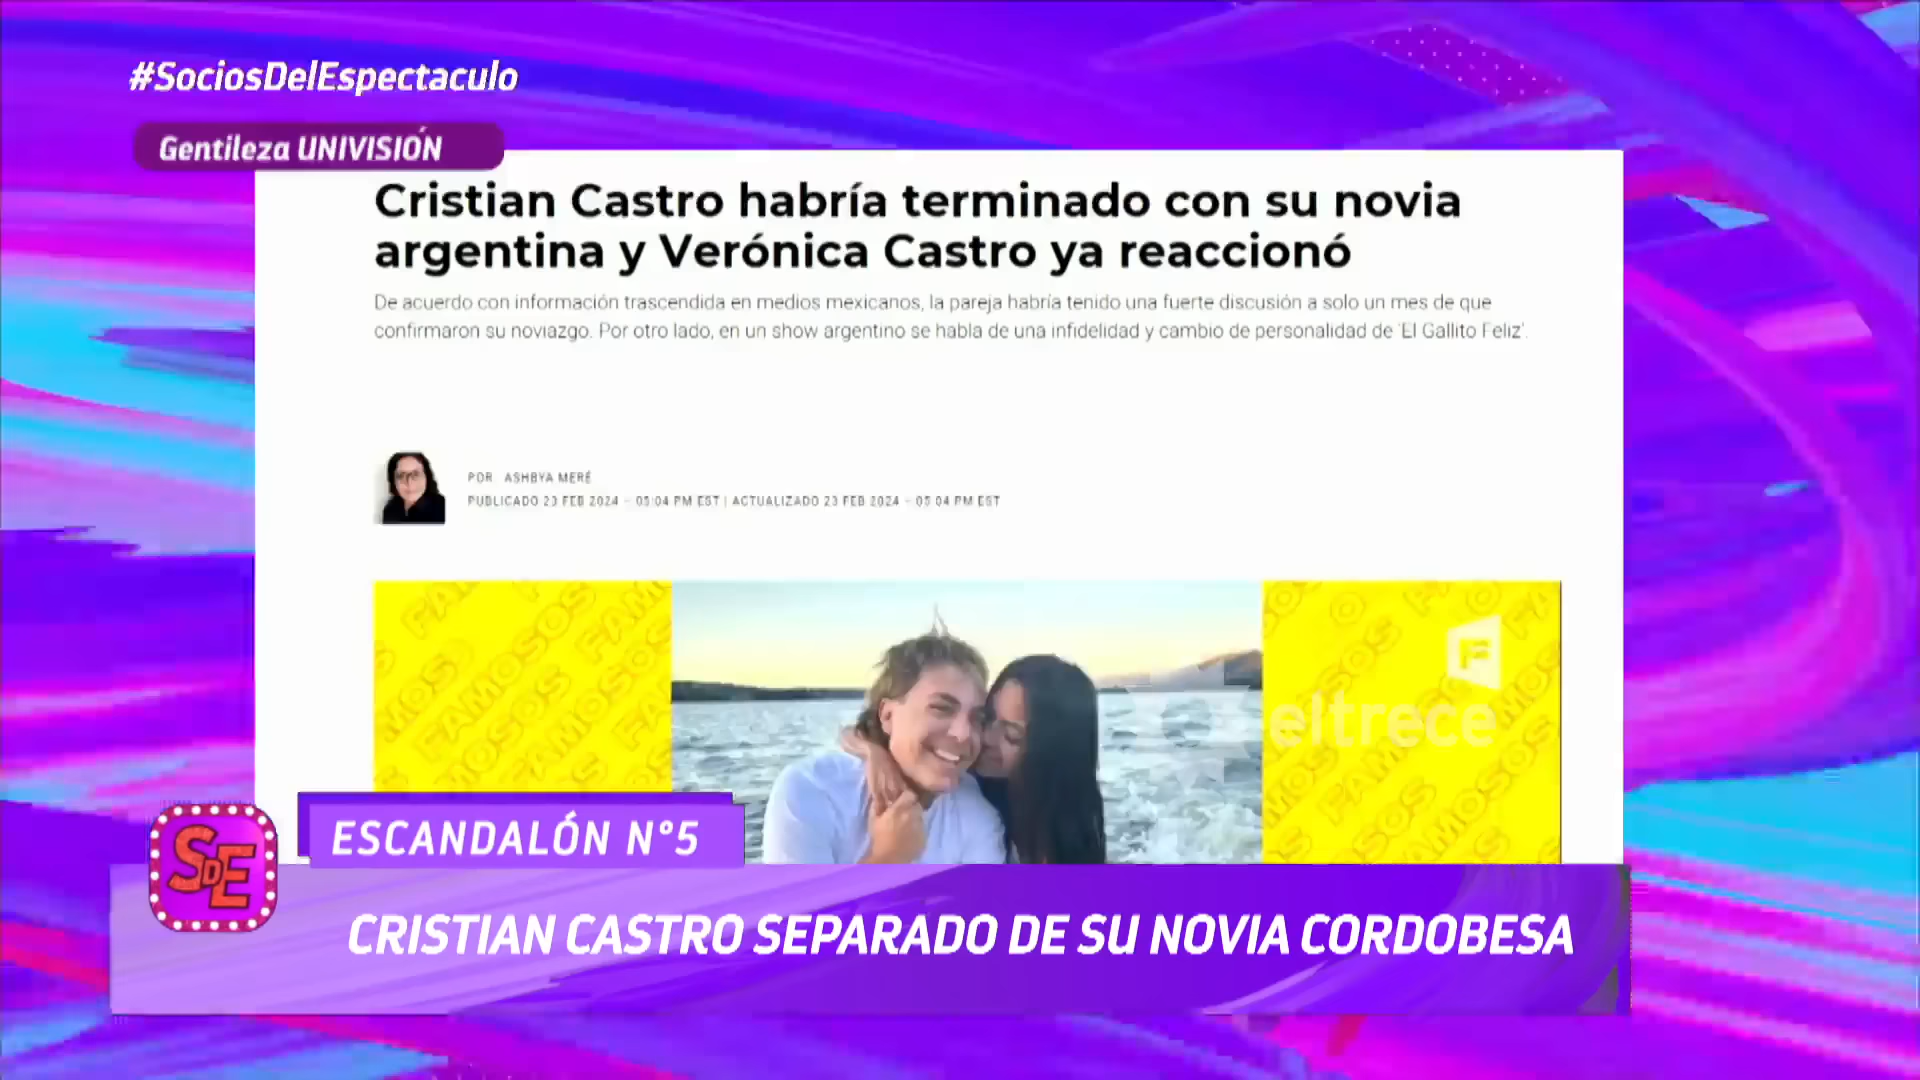 #SociosDelEspectaculo
Gentileza UNIVISIÓN
Cristian Castro habría terminado con su novia
argentina y Verónica Castro ya reaccionó
De acuerdo con información trascendida en medios mexicanos, la pareja habría tenido una fuerte discusión a solo un mes de que
confirmaron su noviazgo. Por otro lado, en un show argentino se habla de una infidelidad y cambio de personalidad de 'El Gallito Feliz'.
POR ASHBYA MERÉ
PUBLICADO 23 FEB 2024 – 05:04 PM EST | ACTUALIZADO 23 FEB 2024 – 05:04 PM EST
FAMOSOS FAMOSOS
eltrece
ESCANDALÓN N°5
SDE
CRISTIAN CASTRO SEPARADO DE SU NOVIA CORDOBESA